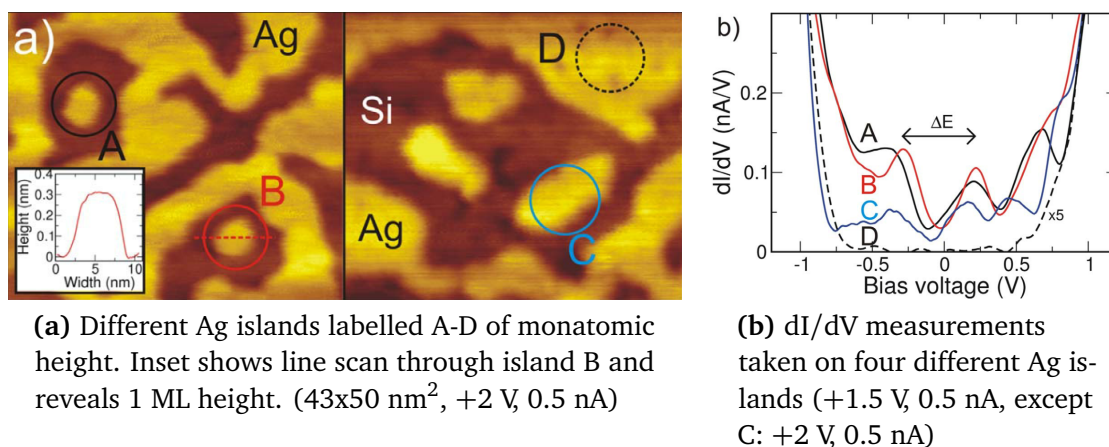 a)
Ag
A
B
Height (nm)
0.4
0.3
0.2
0.1
0
0
5
10
Width (nm)
D
Si
Ag
C
b)
dI/dV (nA/V)
0.2
0.1
0
A
B
C
D
ΔE
x5
-1
-0.5
0
0.5
1
Bias voltage (V)
(a) Different Ag islands labelled A-D of monatomic
height. Inset shows line scan through island B and
reveals 1 ML height. (43x50 nm², +2 V, 0.5 nA)
(b) dI/dV measurements
taken on four different Ag is-
lands (+1.5 V, 0.5 nA, except
C: +2 V, 0.5 nA)